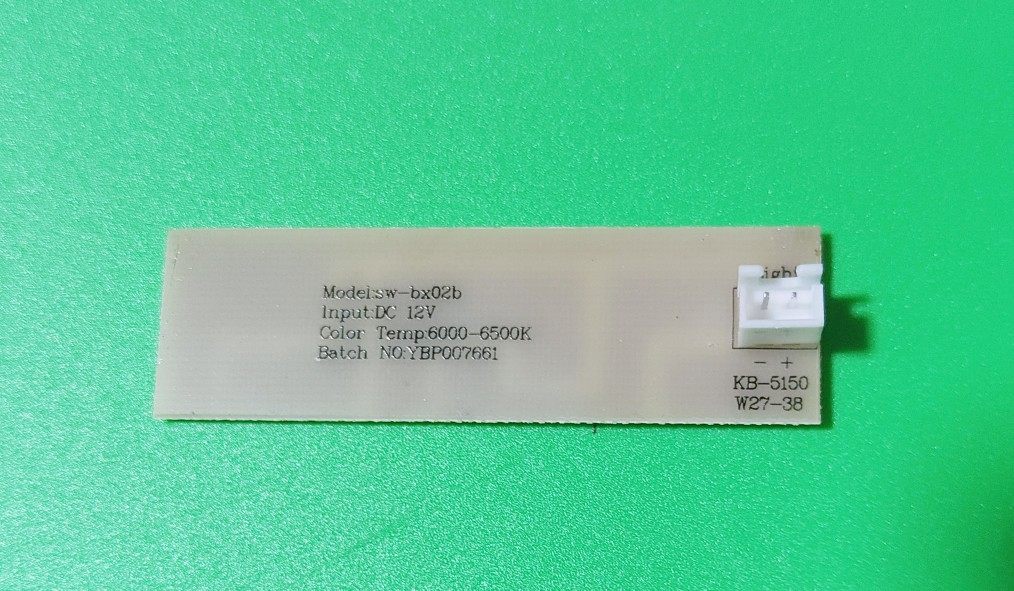 Model:sw-bx02b
Input:DC 12V
Color Temp:6000-6500K
Batch NO:YBP007661
- +
KB-5150
W27-38